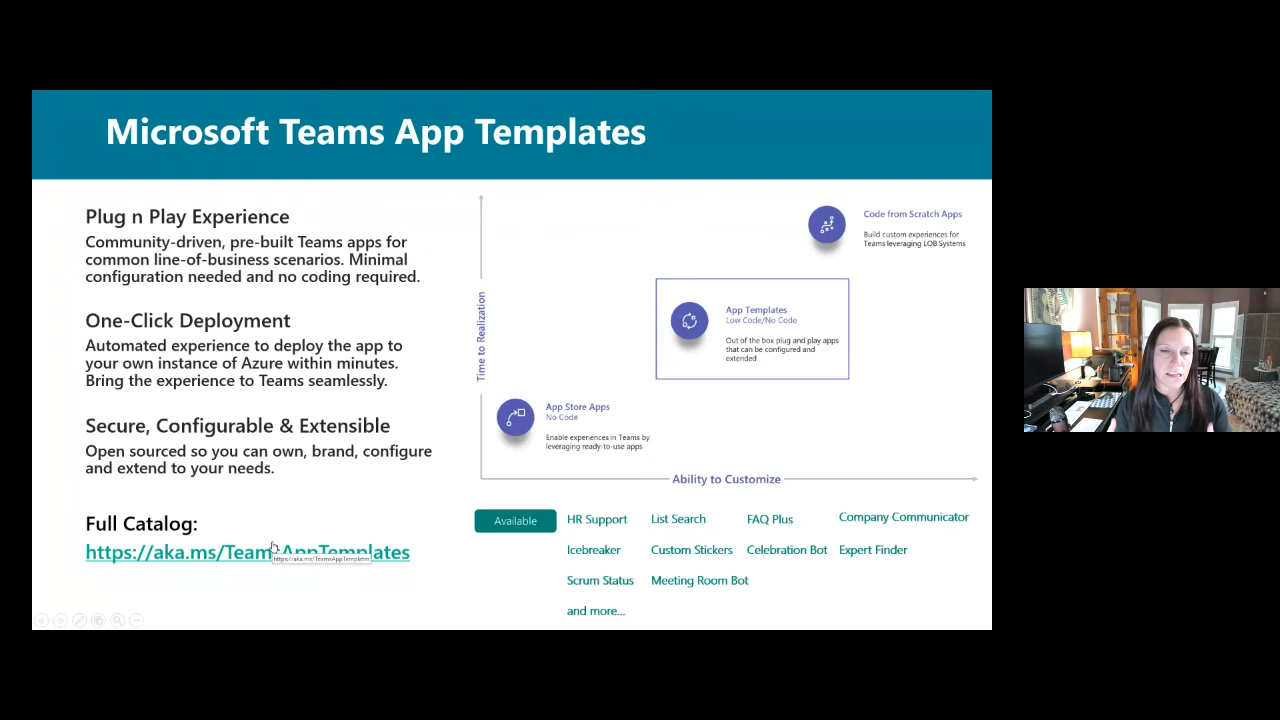 Microsoft Teams App Templates
Plug n Play Experience
Community-driven, pre-built Teams apps for
common line-of-business scenarios. Minimal
configuration needed and no coding required.
One-Click Deployment
Automated experience to deploy the app to
your own instance of Azure within minutes.
Bring the experience to Teams seamlessly.
Secure, Configurable & Extensible
Open sourced so you can own, brand, configure
and extend to your needs.
Full Catalog:
https://aka.ms/TeamsAppTemplates
https://aka.ms/TeamsAppTemplates
Time to Realization
Code from Scratch Apps
Build custom experiences for
Teams leveraging LOB Systems
App Templates
Low Code/No Code
Out of the box plug and play apps
that can be configured and
extended
App Store Apps
No Code
Enable experiences in Teams by
leveraging ready-to-use apps
Ability to Customize
Available
HR Support List Search FAQ Plus Company Communicator
Icebreaker Custom Stickers Celebration Bot Expert Finder
Scrum Status Meeting Room Bot
and more...